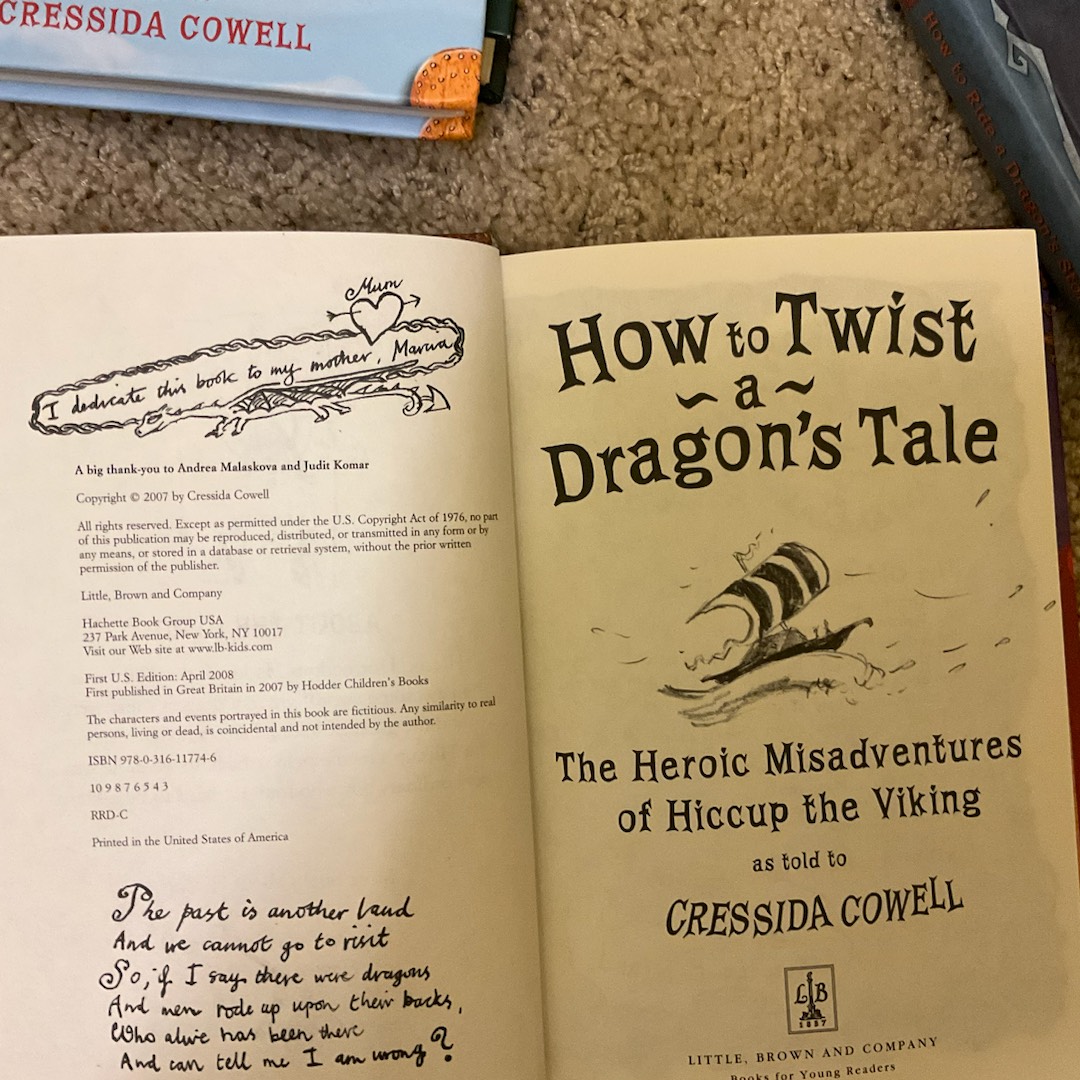 CRESSIDA COWELL
How to Ride a Dragon's
Mum
I dedicate this book to my mother, Marcia
A big thank-you to Andrea Malaskova and Judit Komar
Copyright © 2007 by Cressida Cowell
All rights reserved. Except as permitted under the U.S. Copyright Act of 1976, no part
of this publication may be reproduced, distributed, or transmitted in any form or by
any means, or stored in a database or retrieval system, without the prior written
permission of the publisher.
Little, Brown and Company
Hachette Book Group USA
237 Park Avenue, New York, NY 10017
Visit our Web site at www.lb-kids.com
First U.S. Edition: April 2008
First published in Great Britain in 2007 by Hodder Children's Books
The characters and events portrayed in this book are fictitious. Any similarity to real
persons, living or dead, is coincidental and not intended by the author.
ISBN 978-0-316-11774-6
10 9 8 7 6 5 4 3
RRD-C
Printed in the United States of America
The past is another land
And we cannot go to visit
So, if I say there were dragons
And men rode up upon their backs,
Who alive has been there
And can tell me I am wrong?
How to Twist
~ a ~
Dragon's Tale
The Heroic Misadventures
of Hiccup the Viking
as told to
CRESSIDA COWELL
L B
1837
LITTLE, BROWN AND COMPANY
Books for Young Readers